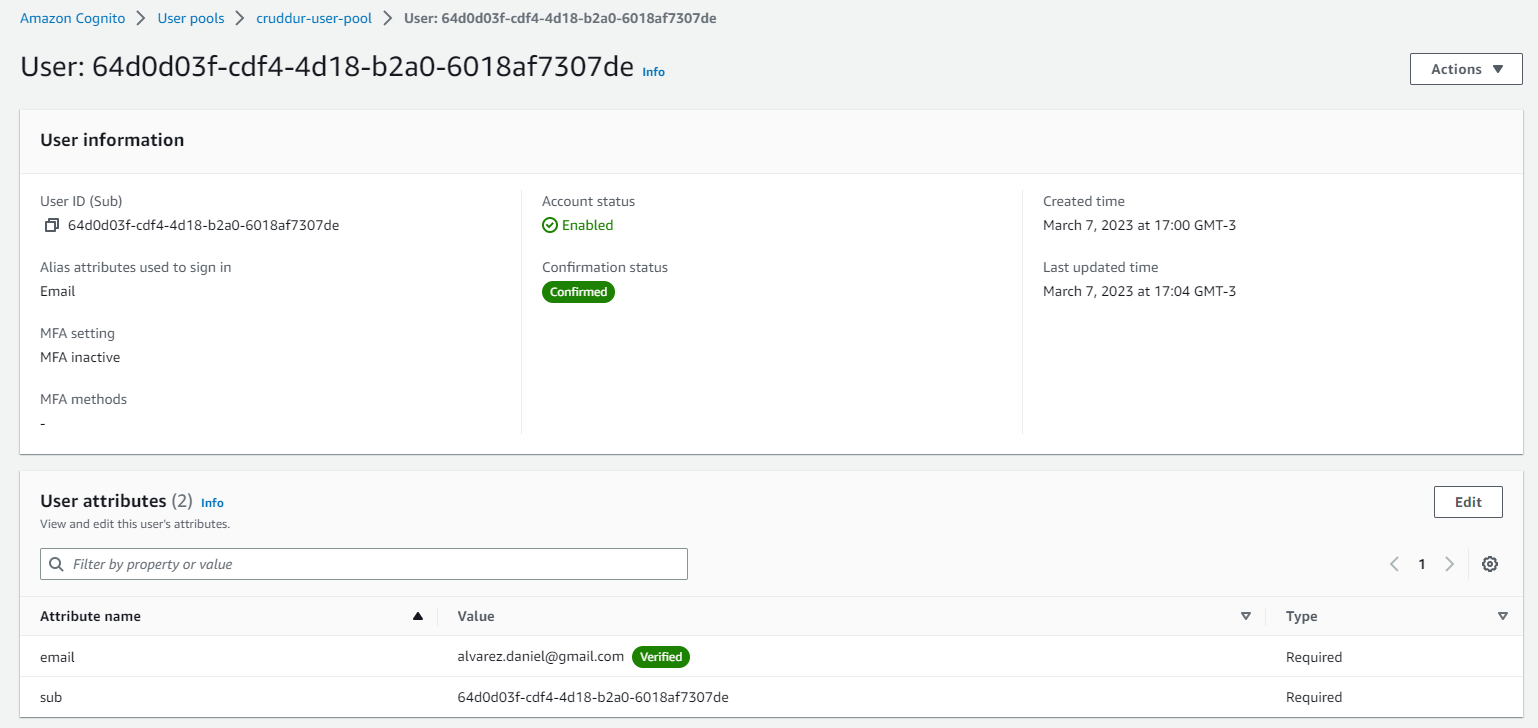 Amazon Cognito > User pools > cruddur-user-pool > User: 64d0d03f-cdf4-4d18-b2a0-6018af7307de
User: 64d0d03f-cdf4-4d18-b2a0-6018af7307de Info
Actions
User information
User ID (Sub)
64d0d03f-cdf4-4d18-b2a0-6018af7307de
Alias attributes used to sign in
Email
MFA setting
MFA inactive
MFA methods
-
Account status
Enabled
Confirmation status
Confirmed
Created time
March 7, 2023 at 17:00 GMT-3
Last updated time
March 7, 2023 at 17:04 GMT-3
User attributes (2) Info
View and edit this user's attributes.
Edit
Filter by property or value
1
Attribute name Value Type
email alvarez.daniel@gmail.com Verified Required
sub 64d0d03f-cdf4-4d18-b2a0-6018af7307de Required